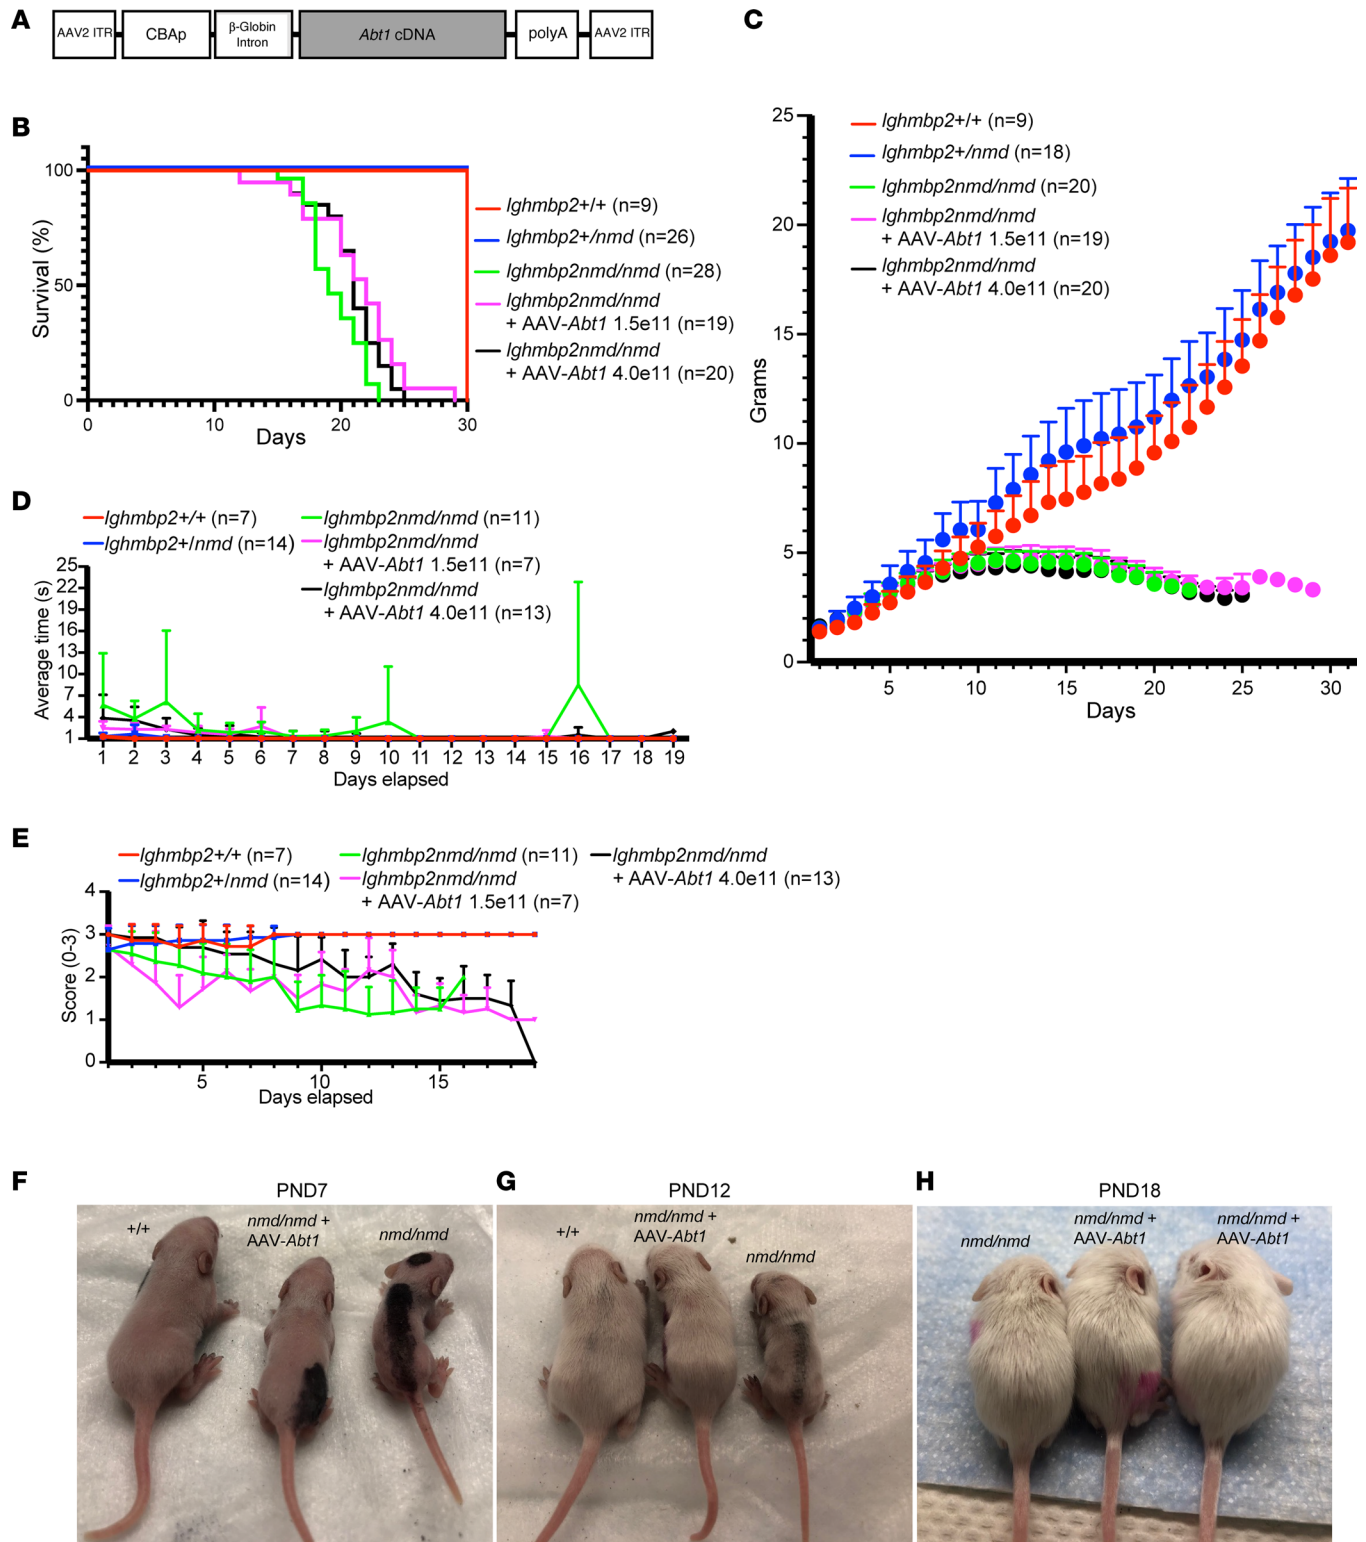 A
AAV2 ITR
CBAp
β-Globin
Intron
Abt1 cDNA
polyA
AAV2 ITR
B
Survival (%)
100
50
0
0
10
20
30
Days
Ighmbp2+/+ (n=9)
Ighmbp2+/nmd (n=26)
Ighmbp2nmd/nmd (n=28)
Ighmbp2nmd/nmd
+ AAV-Abt1 1.5e11 (n=19)
Ighmbp2nmd/nmd
+ AAV-Abt1 4.0e11 (n=20)
C
Grams
25
20
15
10
5
0
5
10
15
20
25
30
Days
Ighmbp2+/+ (n=9)
Ighmbp2+/nmd (n=18)
Ighmbp2nmd/nmd (n=20)
Ighmbp2nmd/nmd
+ AAV-Abt1 1.5e11 (n=19)
Ighmbp2nmd/nmd
+ AAV-Abt1 4.0e11 (n=20)
D
Ighmbp2+/+ (n=7)
Ighmbp2+/nmd (n=14)
Ighmbp2nmd/nmd (n=11)
Ighmbp2nmd/nmd
+ AAV-Abt1 1.5e11 (n=7)
Ighmbp2nmd/nmd
+ AAV-Abt1 4.0e11 (n=13)
Average time (s)
25
22
19
16
13
10
7
4
1
1 2 3 4 5 6 7 8 9 10 11 12 13 14 15 16 17 18 19
Days elapsed
E
Ighmbp2+/+ (n=7)
Ighmbp2+/nmd (n=14)
Ighmbp2nmd/nmd (n=11)
Ighmbp2nmd/nmd
+ AAV-Abt1 1.5e11 (n=7)
Ighmbp2nmd/nmd
+ AAV-Abt1 4.0e11 (n=13)
Score (0-3)
4
3
2
1
0
5
10
15
Days elapsed
F
PND7
+/+
nmd/nmd +
AAV-Abt1
nmd/nmd
G
PND12
+/+
nmd/nmd +
AAV-Abt1
nmd/nmd
H
PND18
nmd/nmd
nmd/nmd +
AAV-Abt1
nmd/nmd +
AAV-Abt1